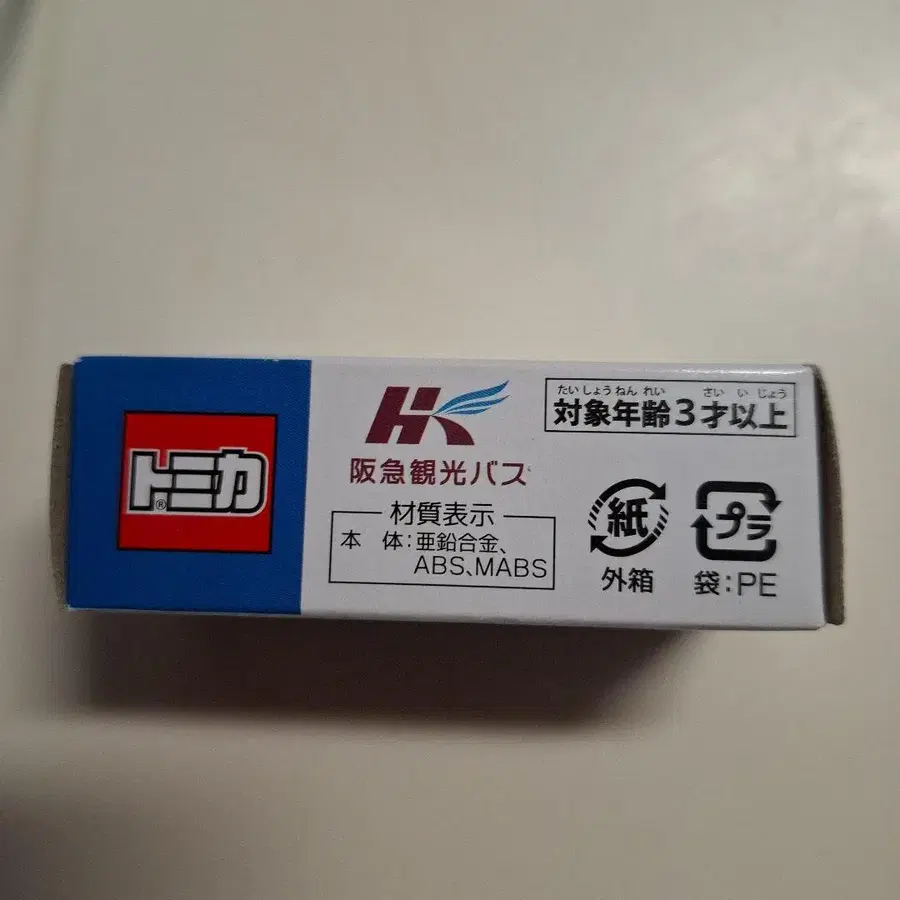 トミカ®
阪急観光バス
材質表示
本 体:亜鉛合金、
ABS、MABS
たいしょうねんれい さいいじょう
対象年齢3才以上
紙
外箱
プラ
袋:PE